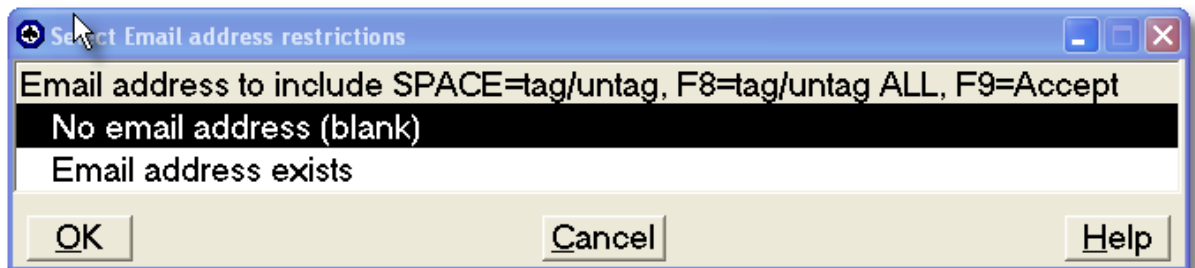 Select Email address restrictions
Email address to include SPACE=tag/untag, F8=tag/untag ALL, F9=Accept
No email address (blank)
Email address exists
OK
Cancel
Help